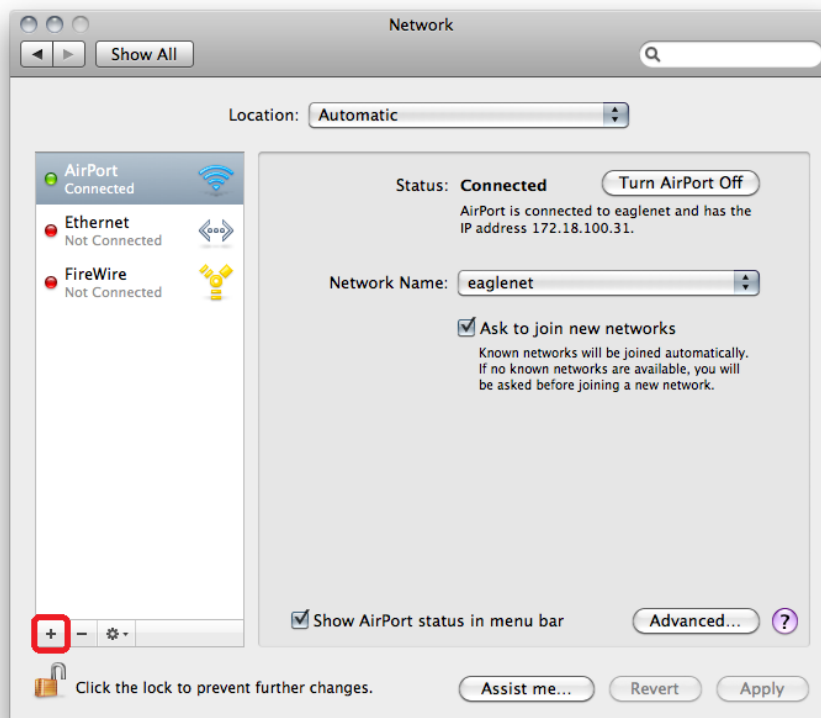 Network
Show All
Location: Automatic
AirPort
Connected
Ethernet
Not Connected
FireWire
Not Connected
Status: Connected
Turn AirPort Off
AirPort is connected to eaglenet and has the
IP address 172.18.100.31.
Network Name: eaglenet
Ask to join new networks
Known networks will be joined automatically.
If no known networks are available, you will
be asked before joining a new network.
Show AirPort status in menu bar
Advanced...
?
+ −
Click the lock to prevent further changes.
Assist me...
Revert
Apply